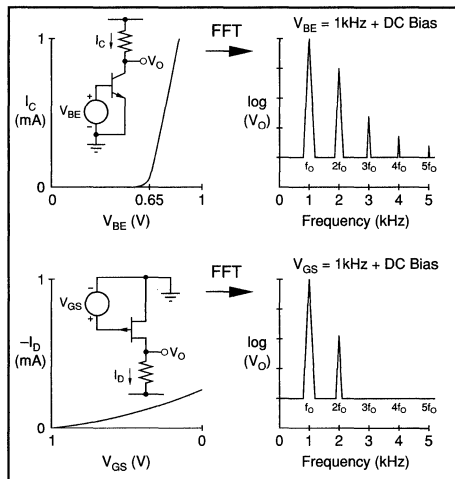 I_C
V_O
V_BE
+
−
1
I_C
(mA)
0
0 0.65 1
V_BE (V)
FFT
V_BE = 1kHz + DC Bias
log
(V_O)
f_O 2f_O 3f_O 4f_O 5f_O
0 1 2 3 4 5
Frequency (kHz)
V_GS
−
+
V_O
I_D
1
−I_D
(mA)
0
1 0
V_GS (V)
FFT
V_GS = 1kHz + DC Bias
log
(V_O)
f_O 2f_O 3f_O 4f_O 5f_O
0 1 2 3 4 5
Frequency (kHz)